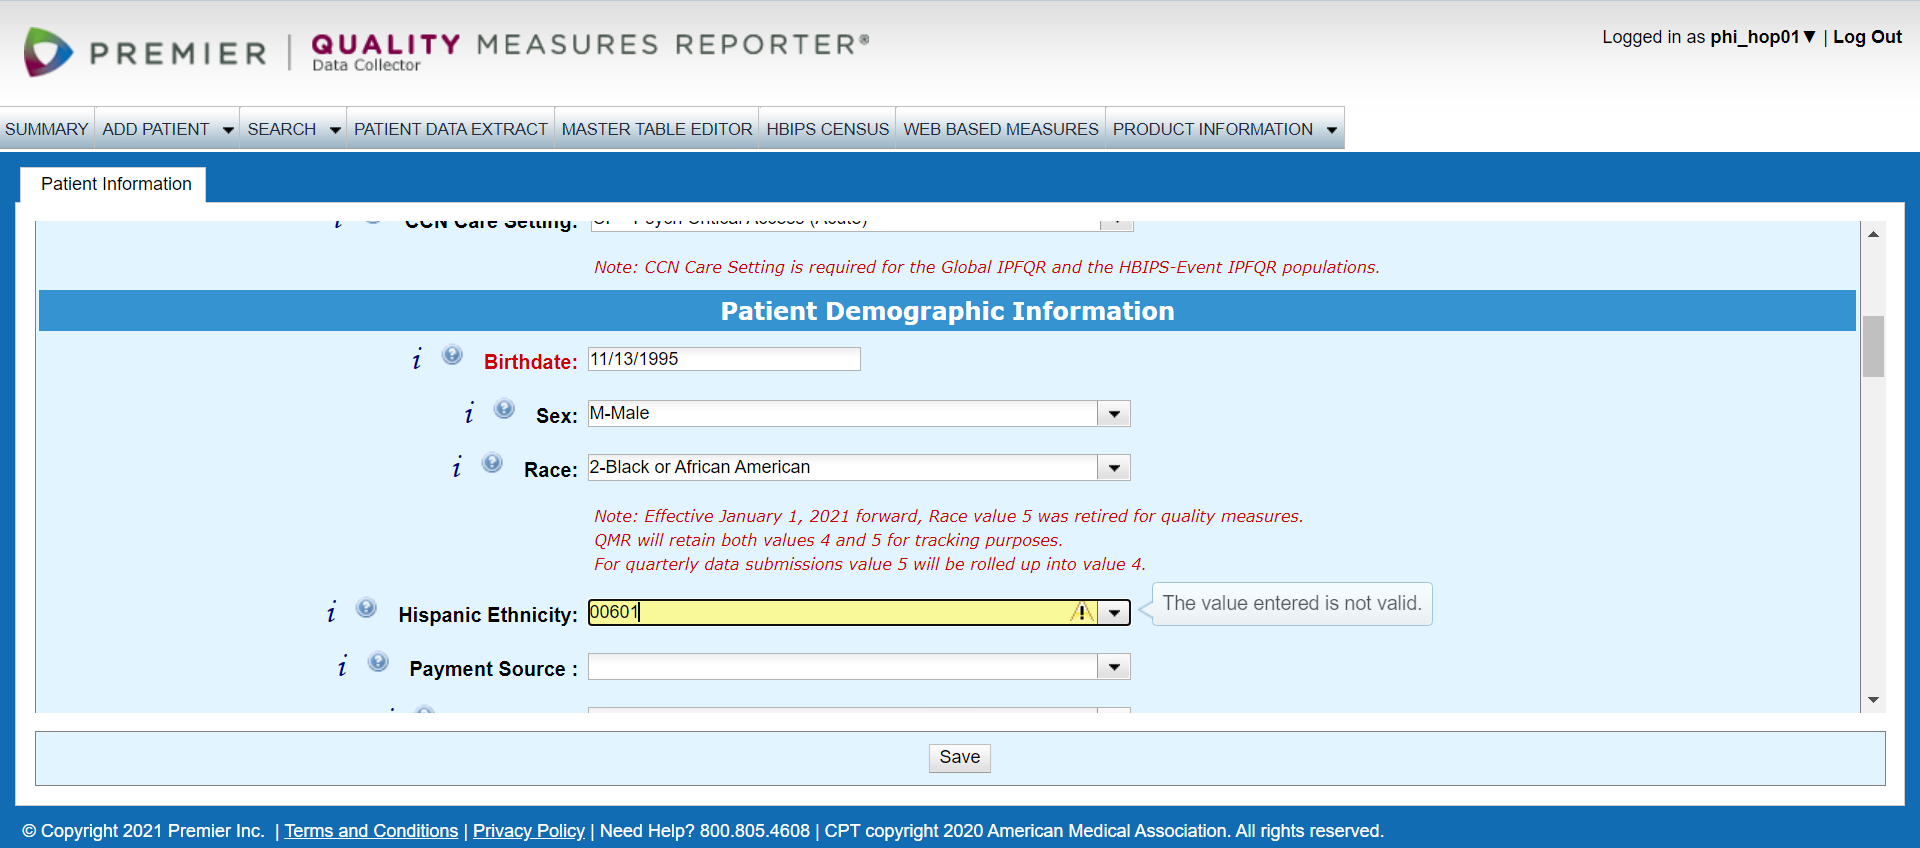 PREMIER | QUALITY MEASURES REPORTER®
Data Collector
Logged in as phi_hop01▼ | Log Out
SUMMARY ADD PATIENT SEARCH PATIENT DATA EXTRACT MASTER TABLE EDITOR HBIPS CENSUS WEB BASED MEASURES PRODUCT INFORMATION
Patient Information
CCN Care Setting: Psych Critical Access (Acute)
Note: CCN Care Setting is required for the Global IPFQR and the HBIPS-Event IPFQR populations.
Patient Demographic Information
i ? Birthdate: 11/13/1995
i ? Sex: M-Male
i ? Race: 2-Black or African American
Note: Effective January 1, 2021 forward, Race value 5 was retired for quality measures.
QMR will retain both values 4 and 5 for tracking purposes.
For quarterly data submissions value 5 will be rolled up into value 4.
i ? Hispanic Ethnicity: 00601 The value entered is not valid.
i ? Payment Source :
Save
© Copyright 2021 Premier Inc. | Terms and Conditions | Privacy Policy | Need Help? 800.805.4608 | CPT copyright 2020 American Medical Association. All rights reserved.